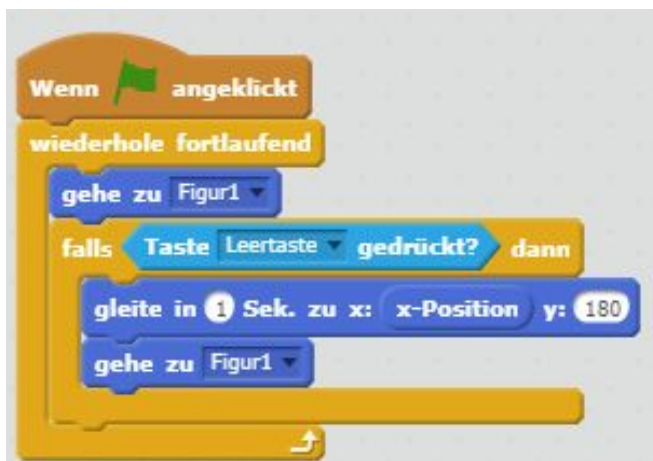 Wenn angeklickt
wiederhole fortlaufend
gehe zu Figur1
falls Taste Leertaste gedrückt? dann
gleite in 1 Sek. zu x: x-Position y: 180
gehe zu Figur1